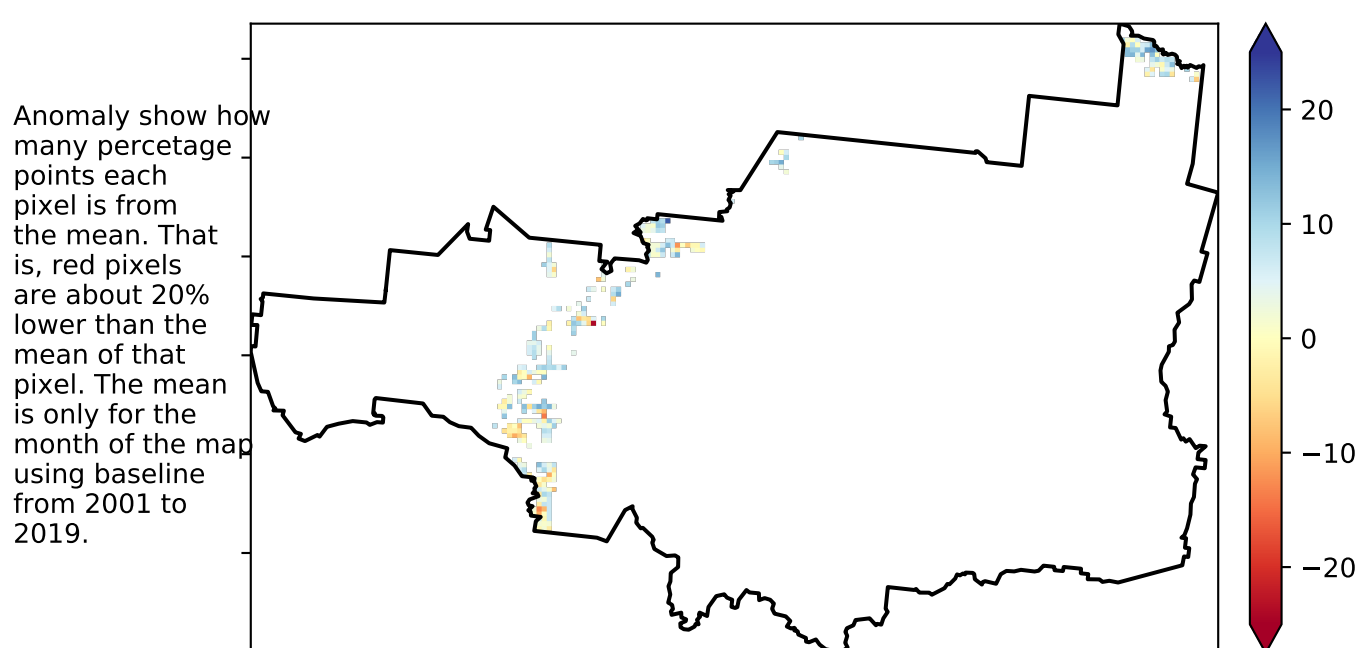 Anomaly show how
many percetage
points each
pixel is from
the mean. That
is, red pixels
are about 20%
lower than the
mean of that
pixel. The mean
is only for the
month of the map
using baseline
from 2001 to
2019.
20
10
0
−10
−20